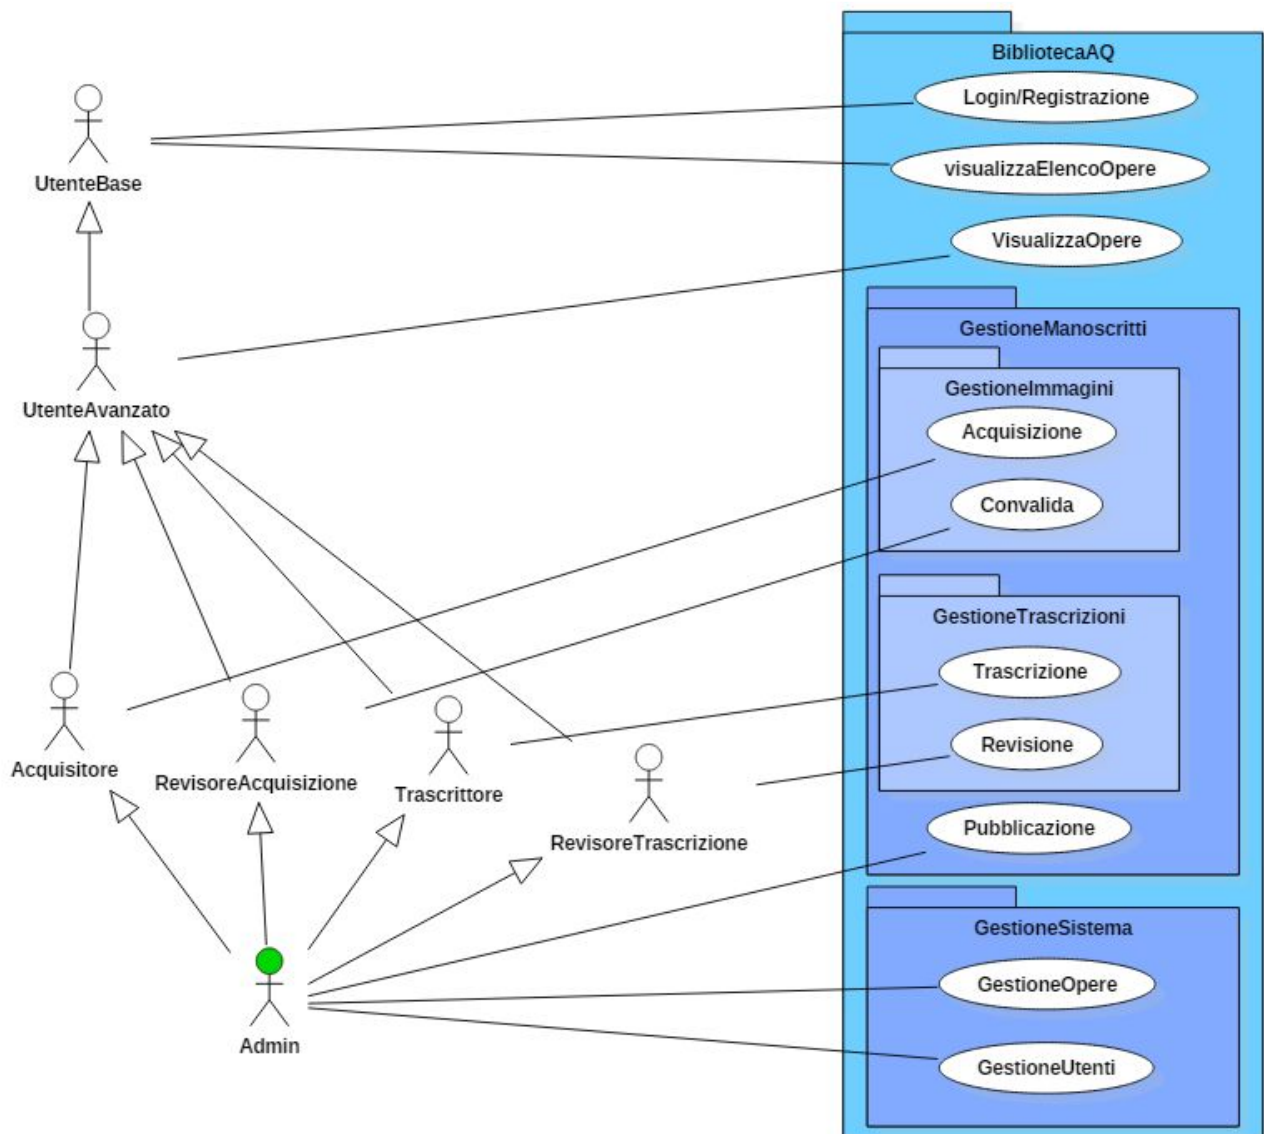 BibliotecaAQ
Login/Registrazione
UtenteBase
visualizzaElencoOpere
VisualizzaOpere
GestioneManoscritti
UtenteAvanzato
GestioneImmagini
Acquisizione
Convalida
GestioneTrascrizioni
Trascrizione
Revisione
Acquisitore
RevisoreAcquisizione
Trascrittore
RevisoreTrascrizione
Pubblicazione
GestioneSistema
GestioneOpere
Admin
GestioneUtenti